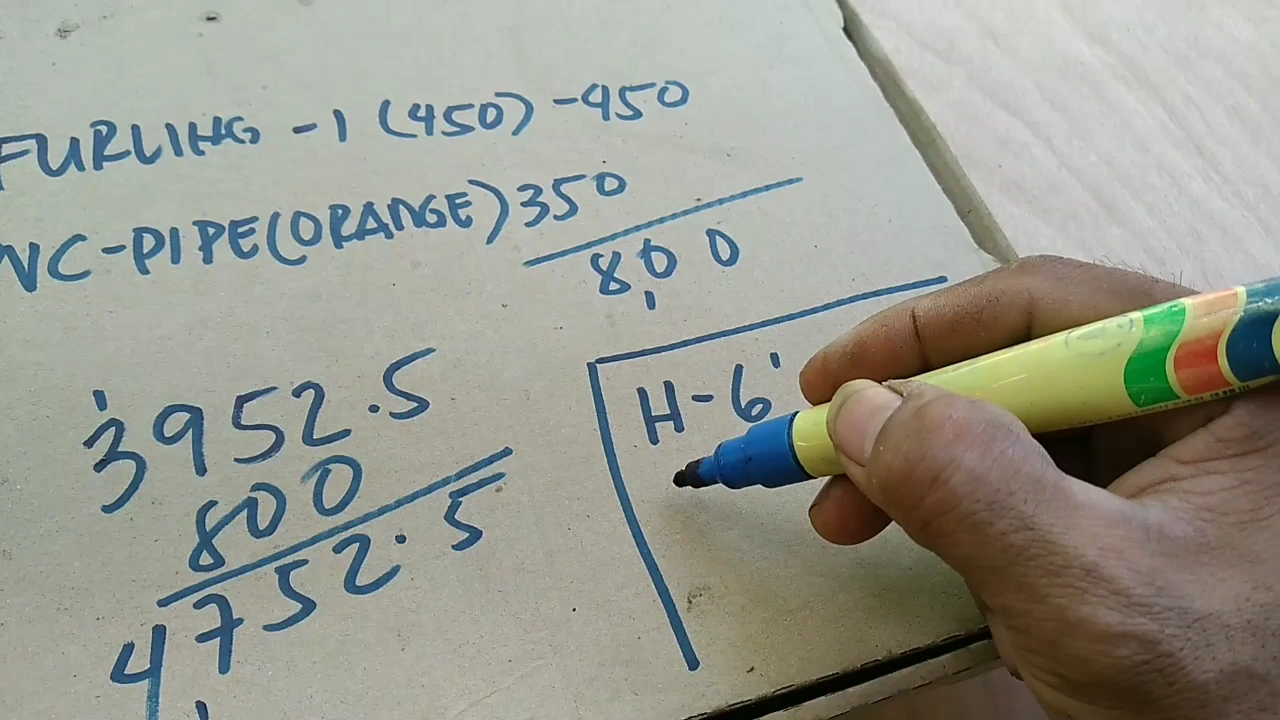 FURLING -1 (450) -450
VC-PIPE(ORANGE) 350
800
3952.5
800
4752.5
H-6'